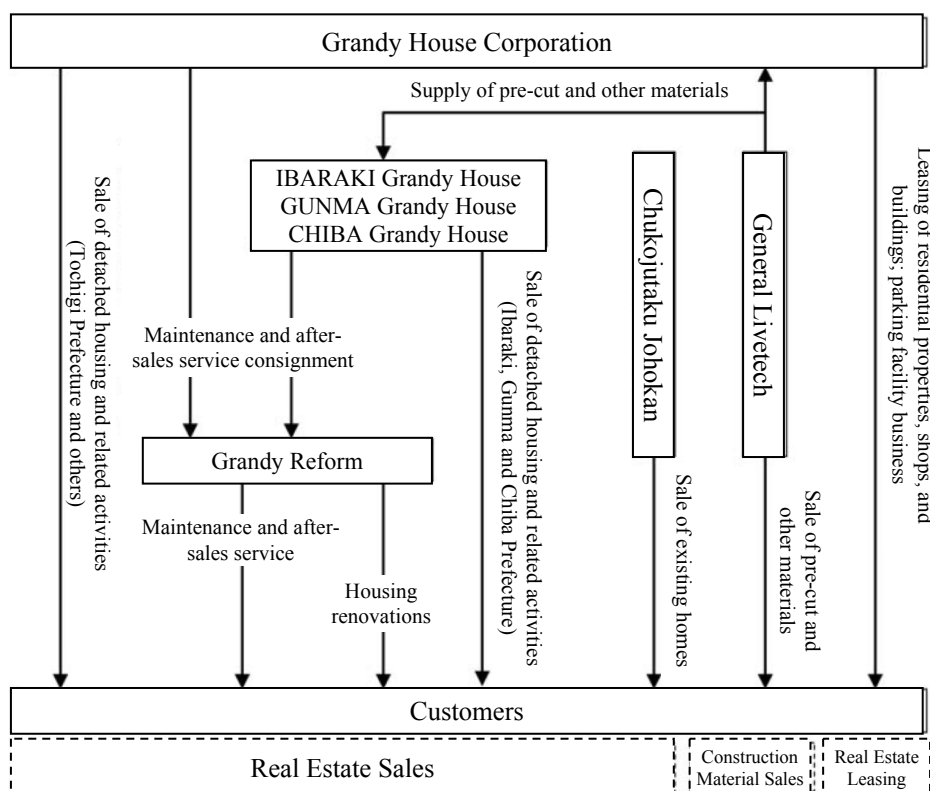 Grandy House Corporation
Supply of pre-cut and other materials
Sale of detached housing and related activities
(Tochigi Prefecture and others)
IBARAKI Grandy House
GUNMA Grandy House
CHIBA Grandy House
Chukojutaku Johokan
General Livetech
Leasing of residential properties, shops, and
buildings; parking facility business
Maintenance and after-
sales service consignment
Sale of detached housing and related activities
(Ibaraki, Gunma and Chiba Prefecture)
Grandy Reform
Maintenance and after-
sales service
Housing
renovations
Sale of existing homes
Sale of pre-cut and
other materials
Customers
Real Estate Sales
Construction
Material Sales
Real Estate
Leasing